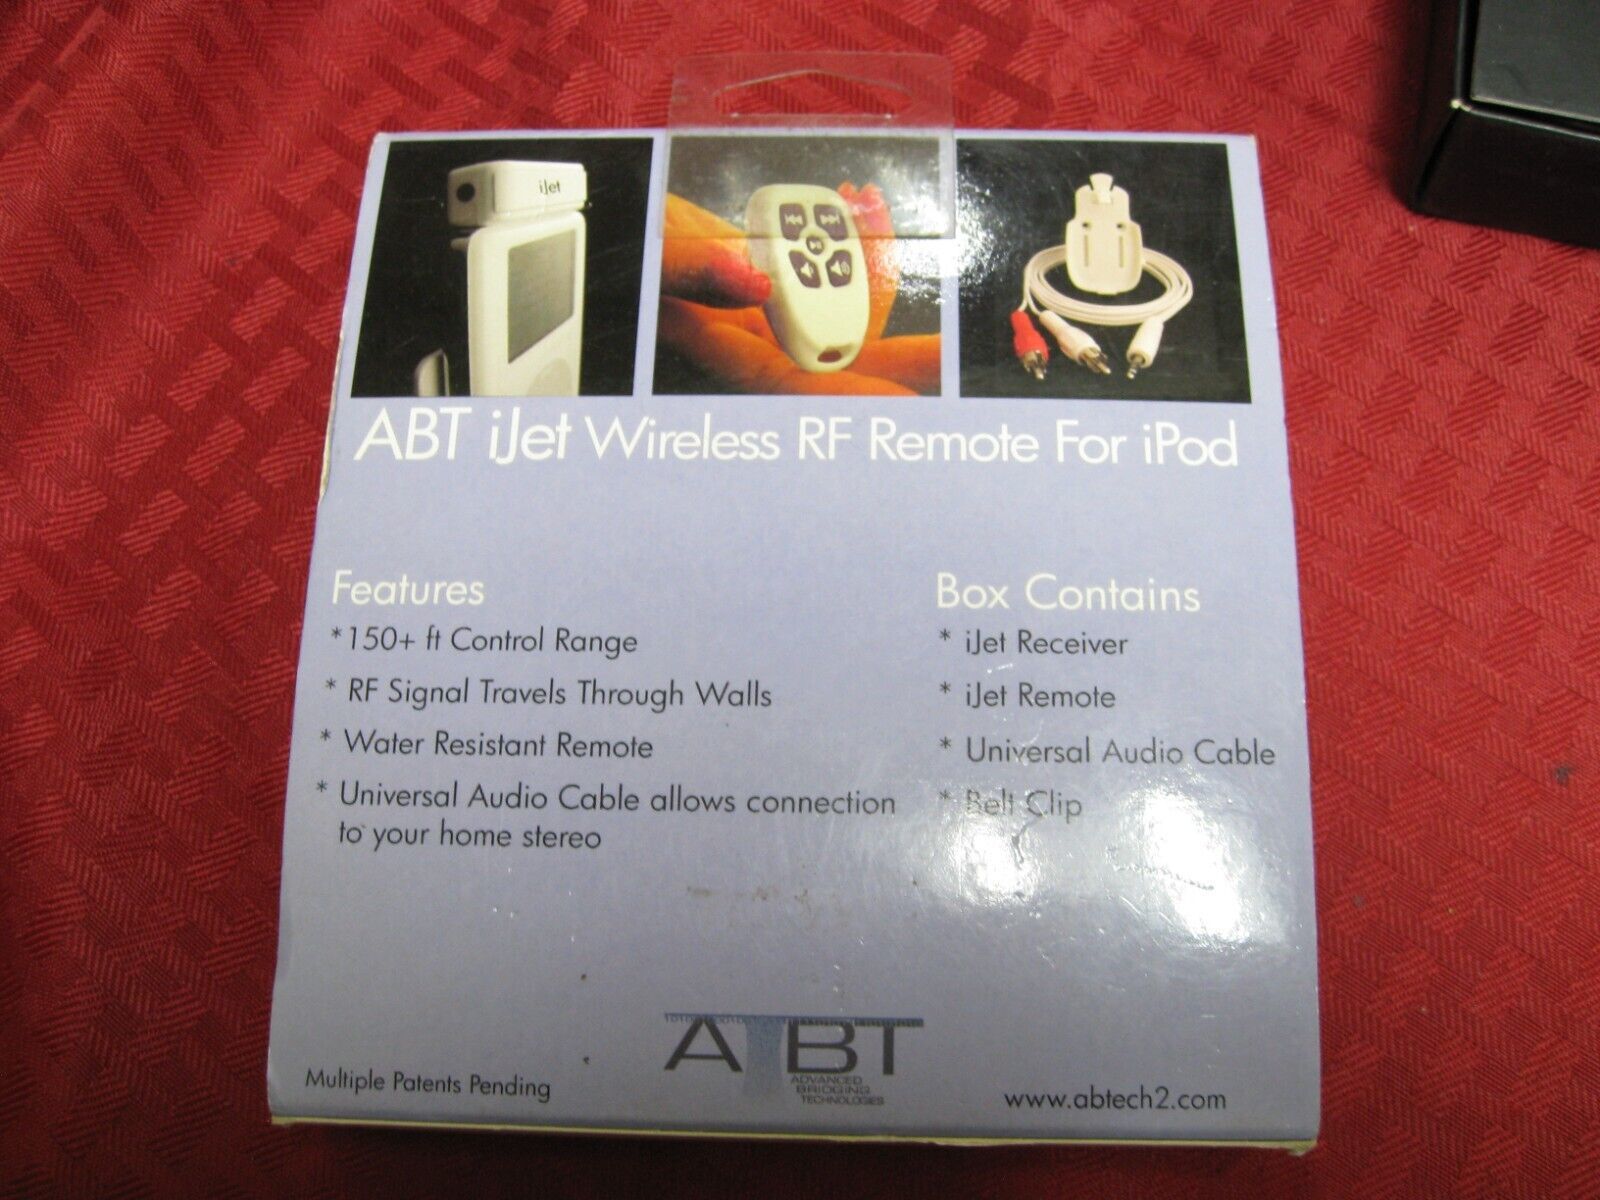 iJet
ABT iJet Wireless RF Remote For iPod
Features
*150+ ft Control Range
* RF Signal Travels Through Walls
* Water Resistant Remote
* Universal Audio Cable allows connection
to your home stereo
Box Contains
* iJet Receiver
* iJet Remote
* Universal Audio Cable
* Belt Clip
Multiple Patents Pending
ABT
ADVANCED
BRIDGING
TECHNOLOGIES
www.abtech2.com